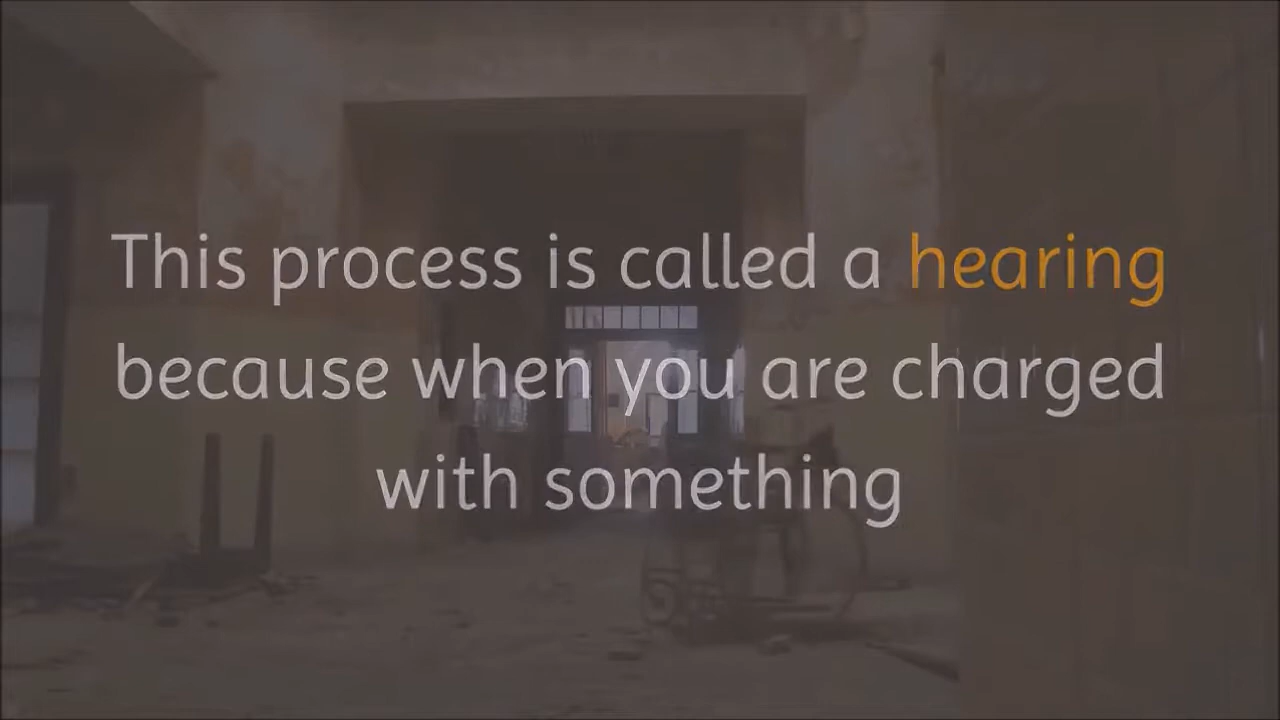 This process is called a hearing
because when you are charged
with something